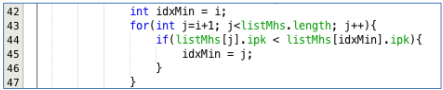 42 int idxMin = i;
43 for(int j=i+1; j<listMhs.length; j++){
44 if(listMhs[j].ipk < listMhs[idxMin].ipk){
45 idxMin = j;
46 }
47 }